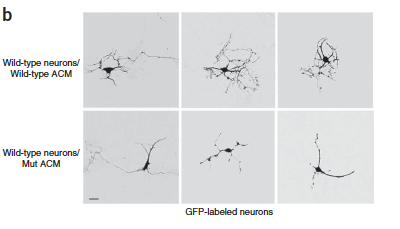 b
Wild-type neurons/
Wild-type ACM
Wild-type neurons/
Mut ACM
GFP-labeled neurons